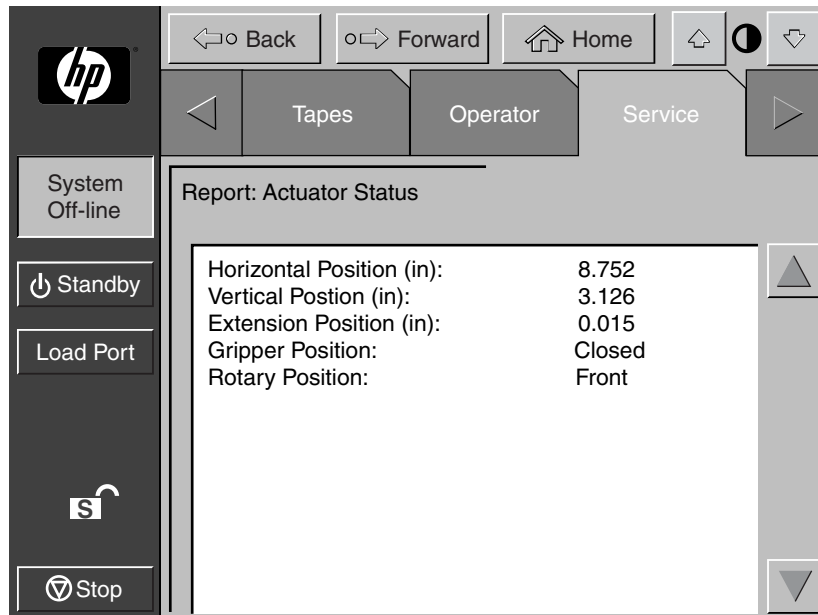 hp
Back
Forward
Home
Tapes
Operator
Service
System
Off-line
Standby
Load Port
S
Stop
Report: Actuator Status
Horizontal Position (in): 8.752
Vertical Postion (in): 3.126
Extension Position (in): 0.015
Gripper Position: Closed
Rotary Position: Front